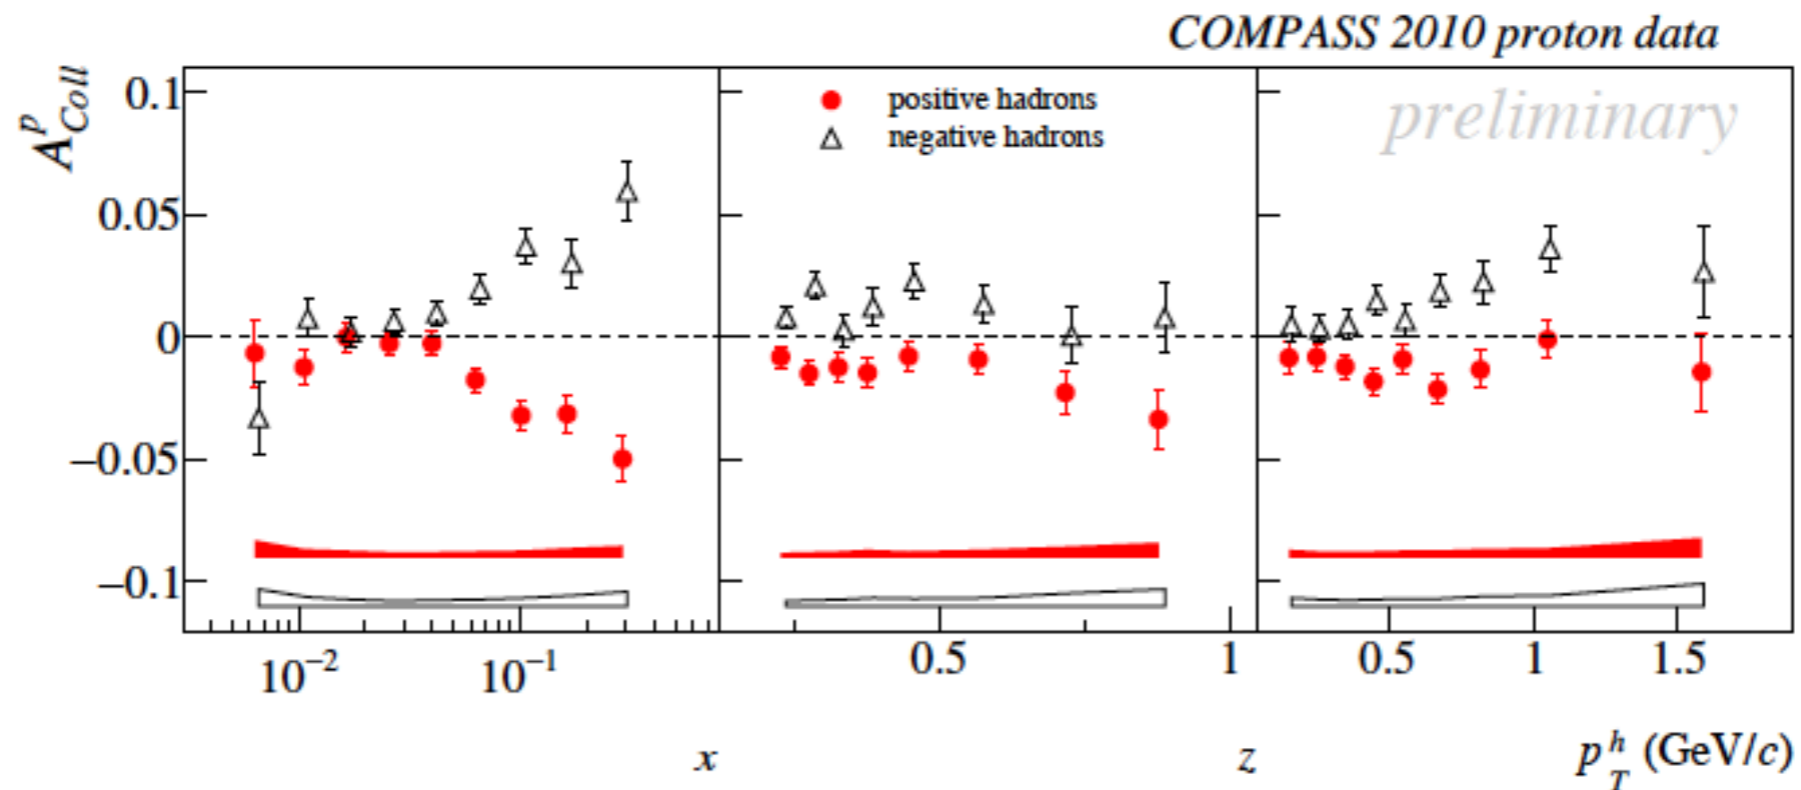 COMPASS 2010 proton data
A^p_Coll
positive hadrons
negative hadrons
preliminary
0.1
0.05
0
−0.05
−0.1
10^−2 10^−1 0.5 1 0.5 1 1.5
x z p_T^h (GeV/c)